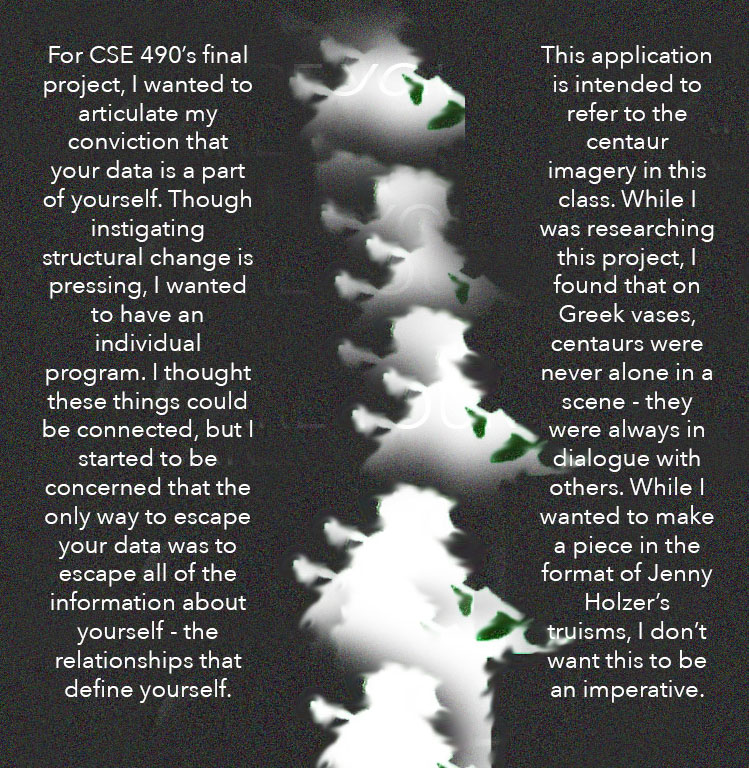 For CSE 490's final
project, I wanted to
articulate my
conviction that
your data is a part
of yourself. Though
instigating
structural change is
pressing, I wanted
to have an
individual
program. I thought
these things could
be connected, but I
started to be
concerned that the
only way to escape
your data was to
escape all of the
information about
yourself - the
relationships that
define yourself.
This application
is intended to
refer to the
centaur
imagery in this
class. While I
was researching
this project, I
found that on
Greek vases,
centaurs were
never alone in a
scene - they
were always in
dialogue with
others. While I
wanted to make
a piece in the
format of Jenny
Holzer's
truisms, I don't
want this to be
an imperative.